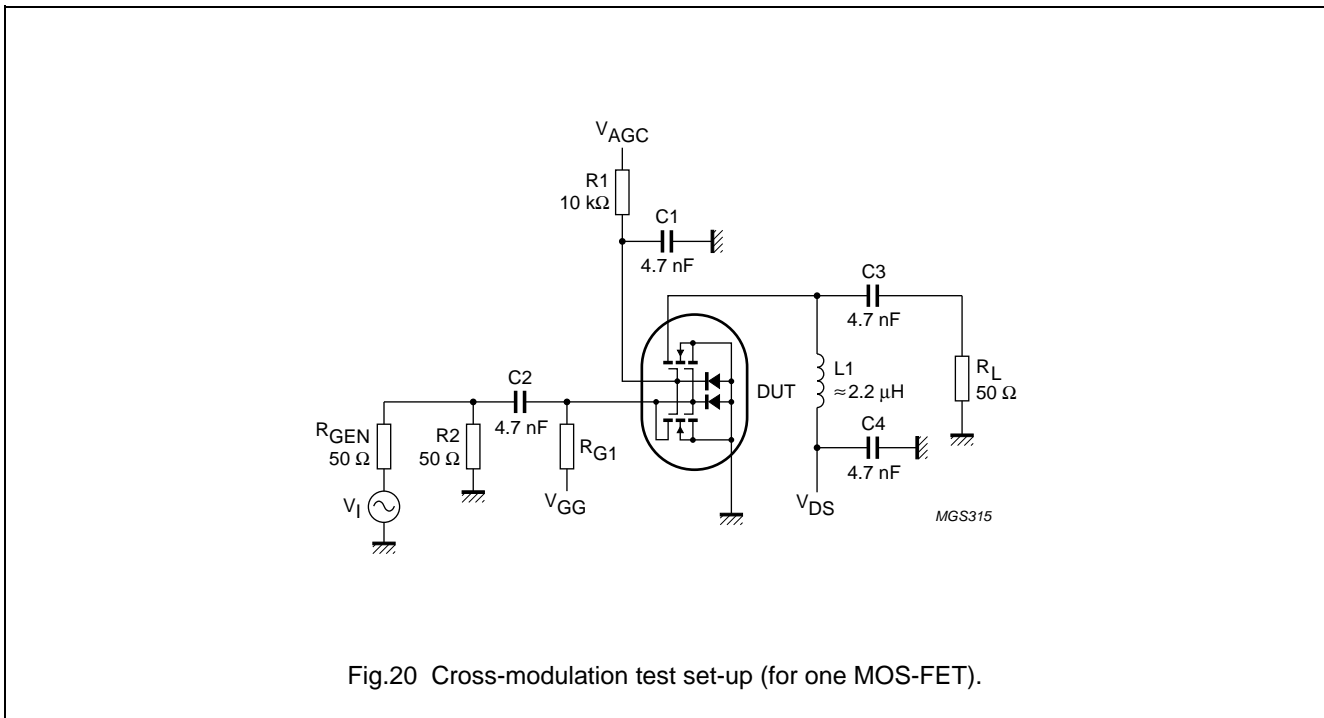 VAGC
R1
10 kΩ
C1
4.7 nF
C3
4.7 nF
L1
≈2.2 μH
RL
50 Ω
DUT
C2
4.7 nF
RGEN
50 Ω
R2
50 Ω
RG1
C4
4.7 nF
VI
VGG
VDS
MGS315
Fig.20 Cross-modulation test set-up (for one MOS-FET).